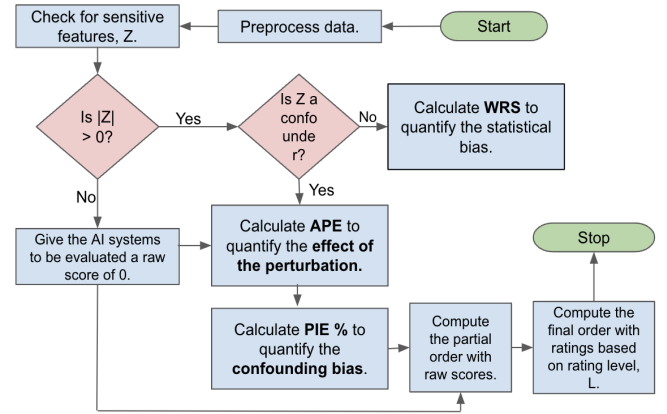 Check for sensitive
features, Z.
Preprocess data.
Start
Is |Z|
> 0?
Yes
Is Z a
confo
unde
r?
No
Calculate WRS to
quantify the statistical
bias.
No
Yes
Give the AI systems
to be evaluated a raw
score of 0.
Calculate APE to
quantify the effect of
the perturbation.
Stop
Calculate PIE % to
quantify the
confounding bias.
Compute
the partial
order with
raw scores.
Compute the
final order with
ratings based
on rating level,
L.